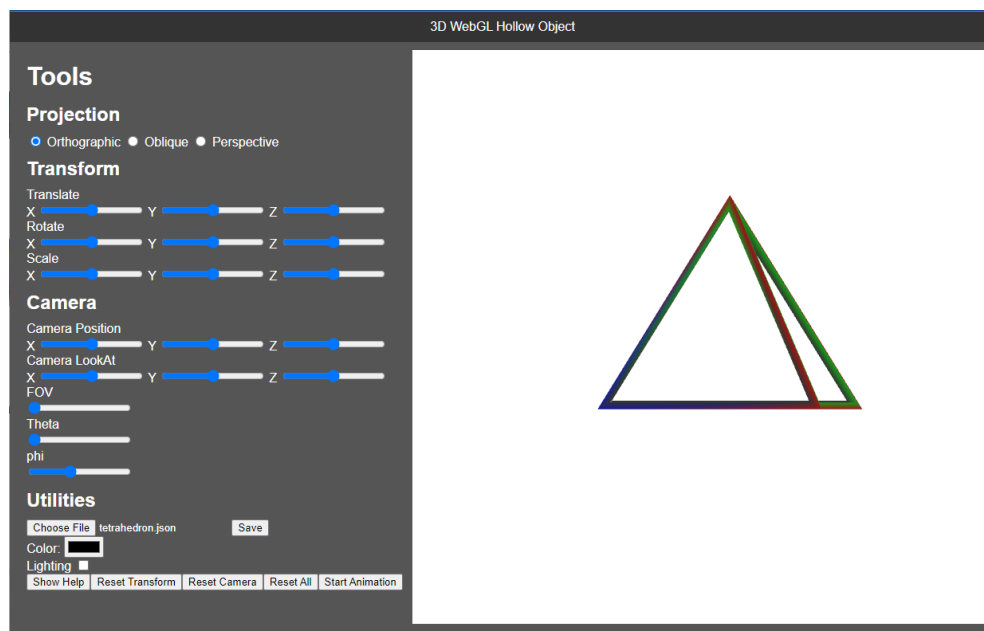 3D WebGL Hollow Object
Tools
Projection
Orthographic Oblique Perspective
Transform
Translate
X Y Z
Rotate
X Y Z
Scale
X Y Z
Camera
Camera Position
X Y Z
Camera LookAt
X Y Z
FOV
Theta
phi
Utilities
Choose File tetrahedron.json Save
Color:
Lighting
Show Help Reset Transform Reset Camera Reset All Start Animation